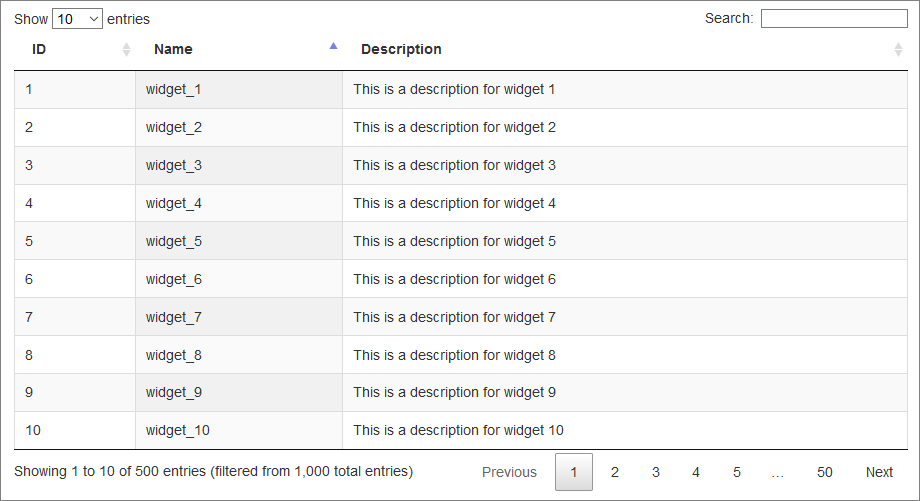 Show 10 entries Search:
ID Name Description
1 widget_1 This is a description for widget 1
2 widget_2 This is a description for widget 2
3 widget_3 This is a description for widget 3
4 widget_4 This is a description for widget 4
5 widget_5 This is a description for widget 5
6 widget_6 This is a description for widget 6
7 widget_7 This is a description for widget 7
8 widget_8 This is a description for widget 8
9 widget_9 This is a description for widget 9
10 widget_10 This is a description for widget 10
Showing 1 to 10 of 500 entries (filtered from 1,000 total entries) Previous 1 2 3 4 5 … 50 Next